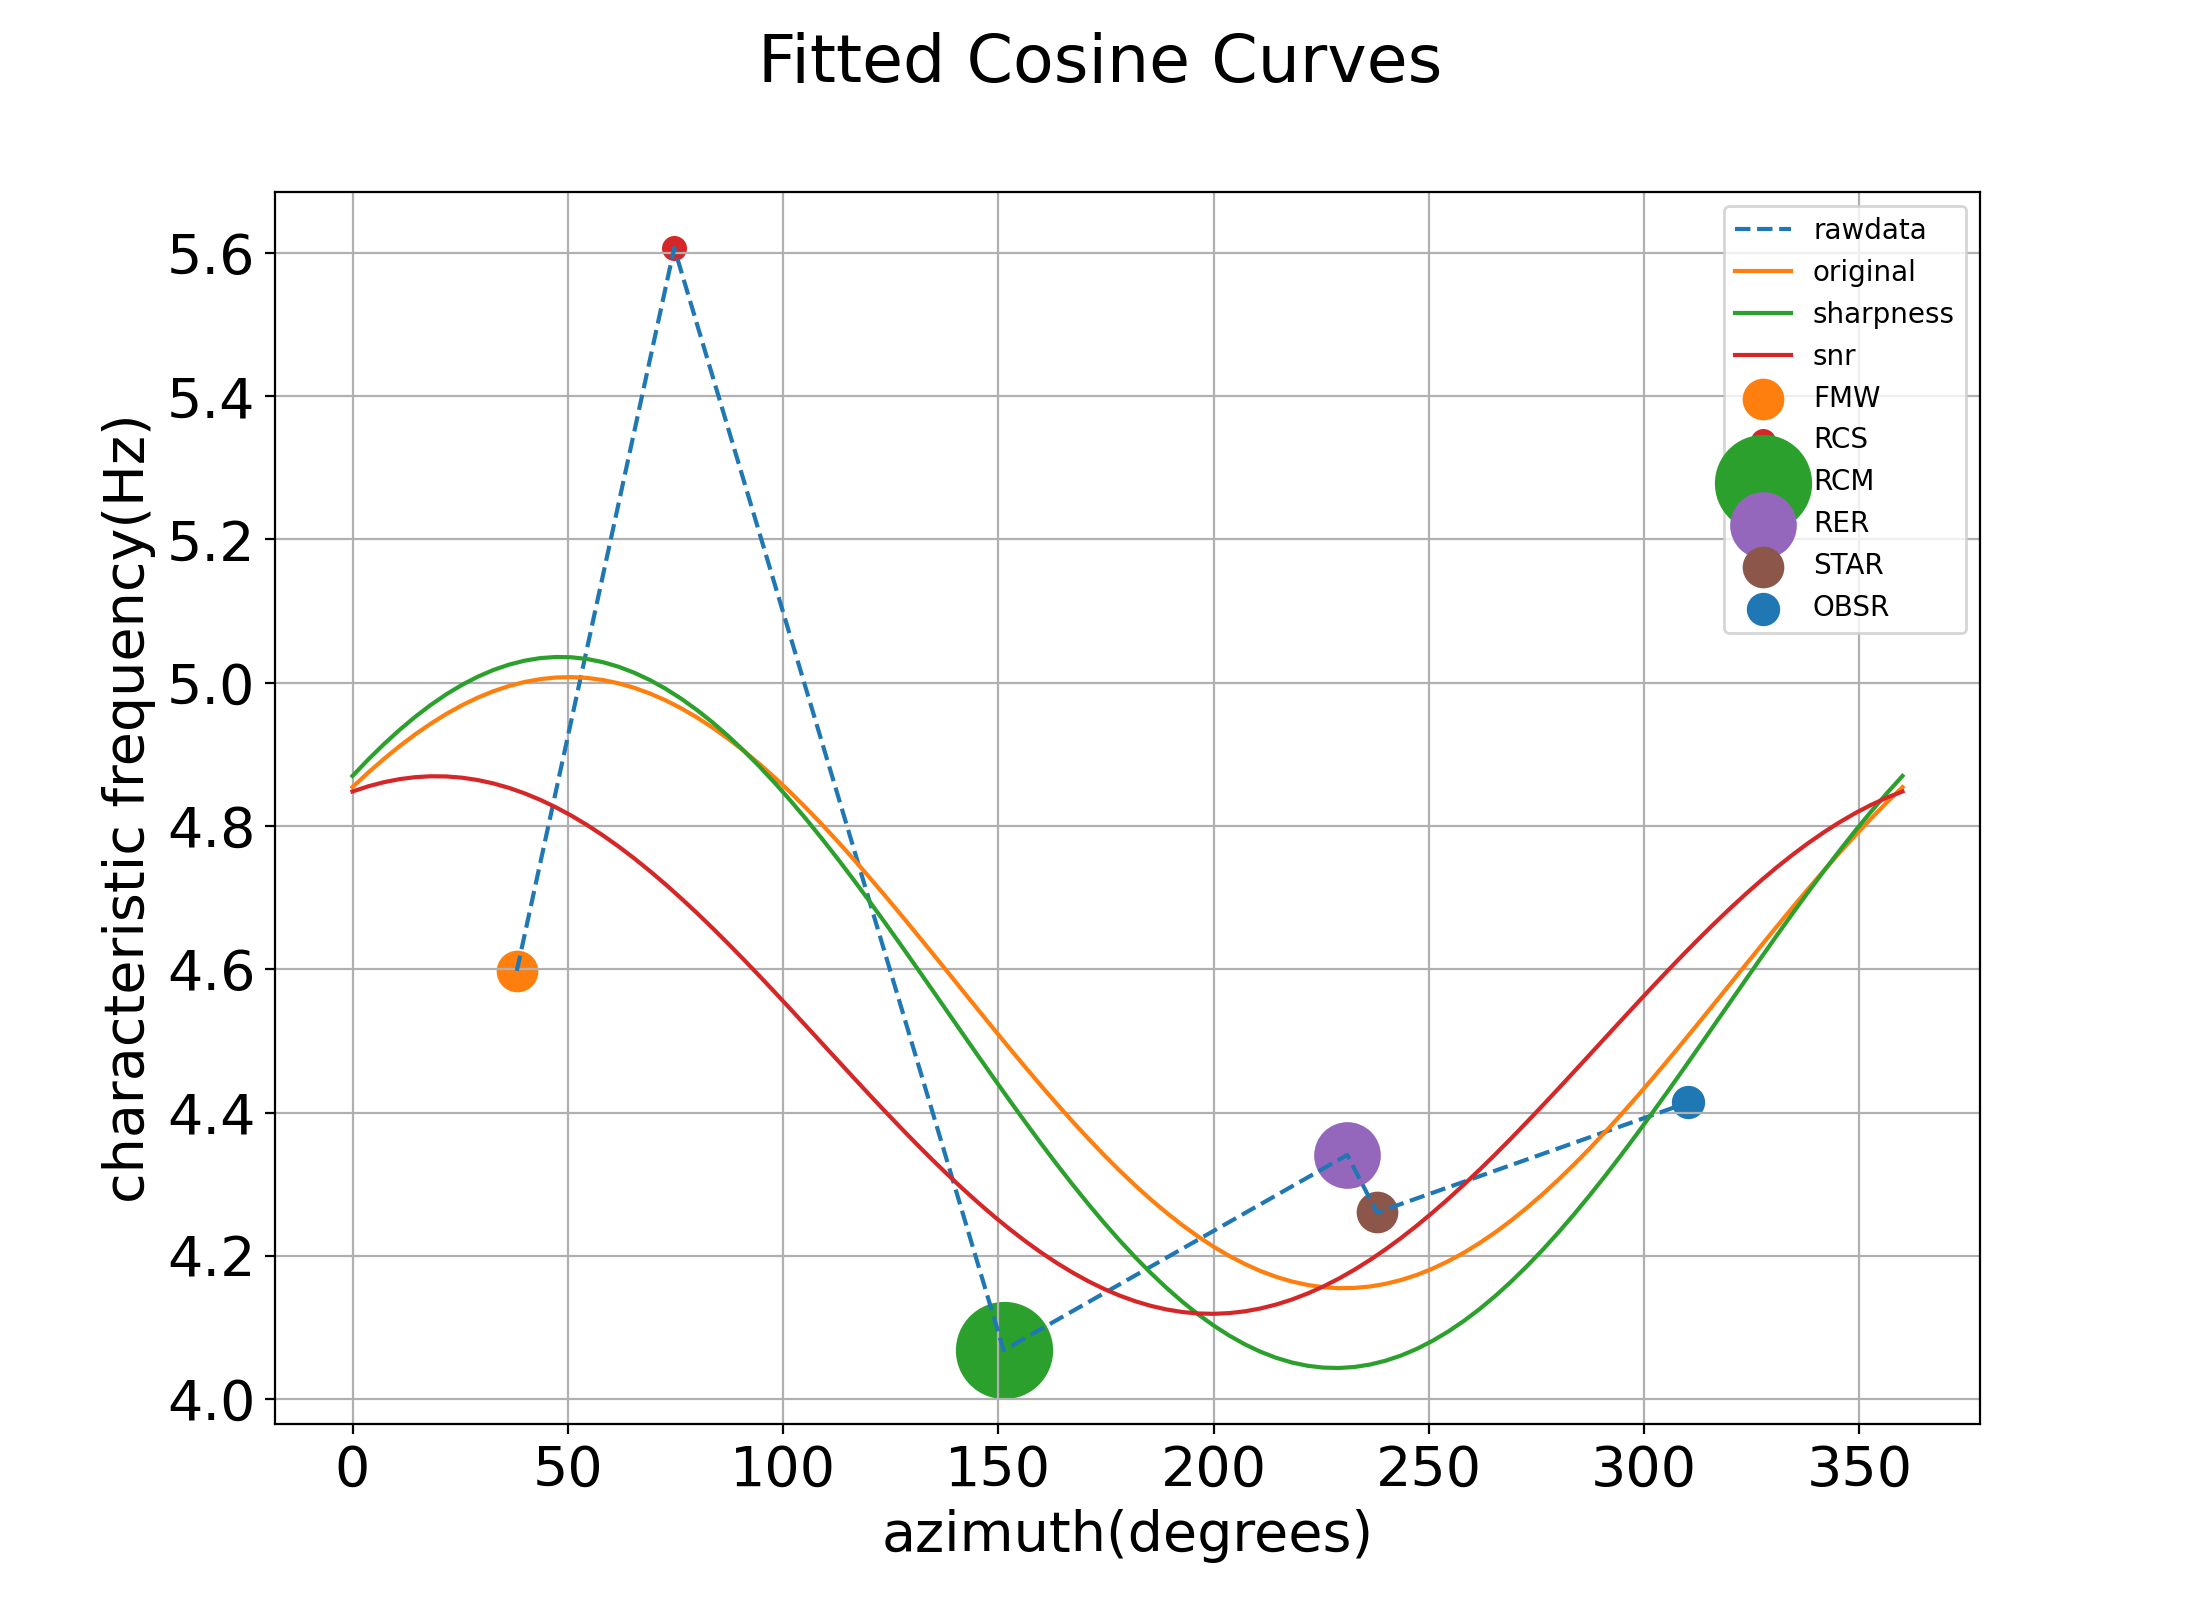 Fitted Cosine Curves
characteristic frequency(Hz)
5.6
5.4
5.2
5.0
4.8
4.6
4.4
4.2
4.0
rawdata
original
sharpness
snr
FMW
RCS
RCM
RER
STAR
OBSR
0 50 100 150 200 250 300 350
azimuth(degrees)